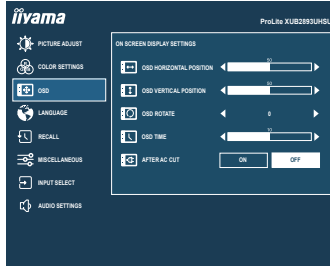 iiyama
ProLite XUB2893UHSU
PICTURE ADJUST
COLOR SETTINGS
OSD
LANGUAGE
RECALL
MISCELLANEOUS
INPUT SELECT
AUDIO SETTINGS
ON SCREEN DISPLAY SETTINGS
OSD HORIZONTAL POSITION 50
OSD VERTICAL POSITION 50
OSD ROTATE 0
OSD TIME 10
AFTER AC CUT ON OFF